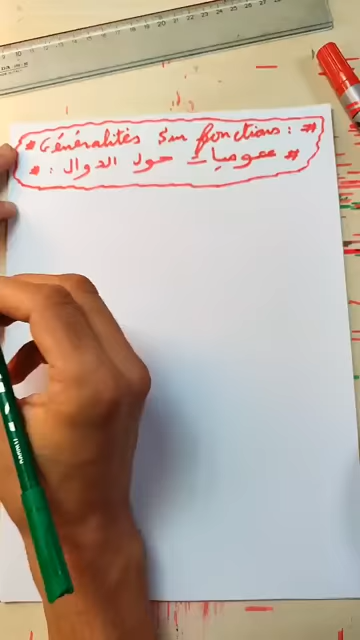 # Généralités Sur fonctions : #
# عموميات حول الدوال : #